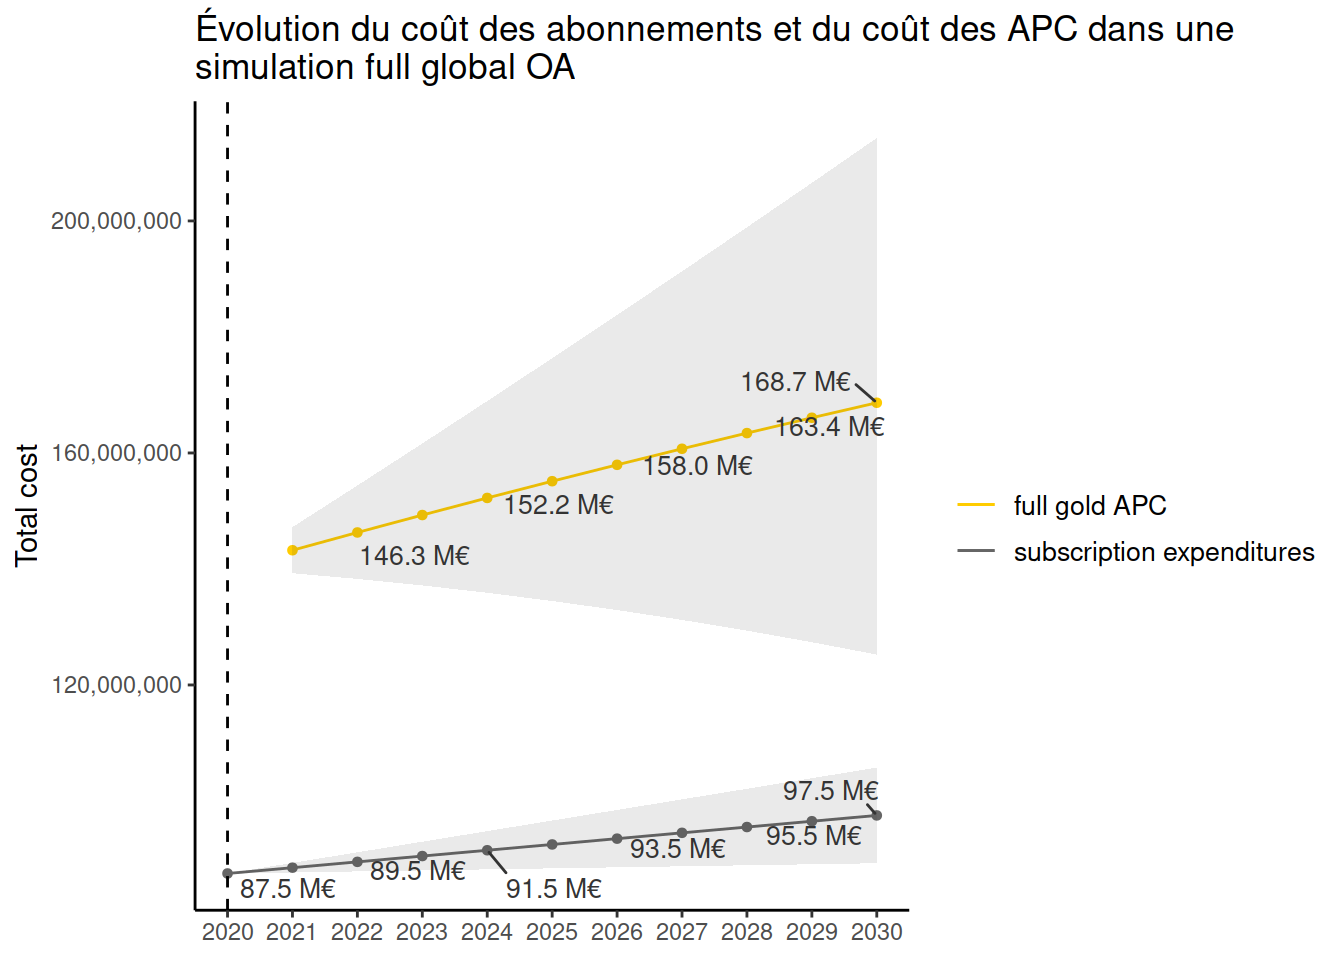 Évolution du coût des abonnements et du coût des APC dans une
simulation full global OA
Total cost
200,000,000
160,000,000
120,000,000
168.7 M€
163.4 M€
158.0 M€
152.2 M€
146.3 M€
97.5 M€
95.5 M€
93.5 M€
91.5 M€
89.5 M€
87.5 M€
2020 2021 2022 2023 2024 2025 2026 2027 2028 2029 2030
full gold APC
subscription expenditures